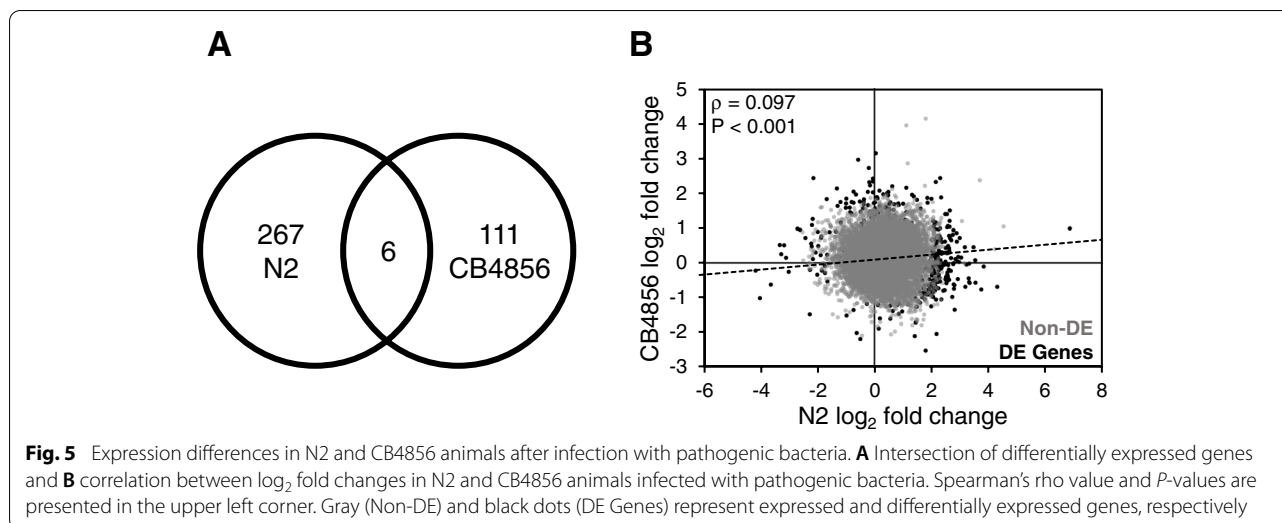 A
267
N2
6
111
CB4856
B
CB4856 log₂ fold change
5
4
3
2
1
0
-1
-2
-3
ρ = 0.097
P < 0.001
Non-DE
DE Genes
-6 -4 -2 0 2 4 6 8
N2 log₂ fold change
Fig. 5 Expression differences in N2 and CB4856 animals after infection with pathogenic bacteria. A Intersection of differentially expressed genes
and B correlation between log₂ fold changes in N2 and CB4856 animals infected with pathogenic bacteria. Spearman's rho value and P-values are
presented in the upper left corner. Gray (Non-DE) and black dots (DE Genes) represent expressed and differentially expressed genes, respectively